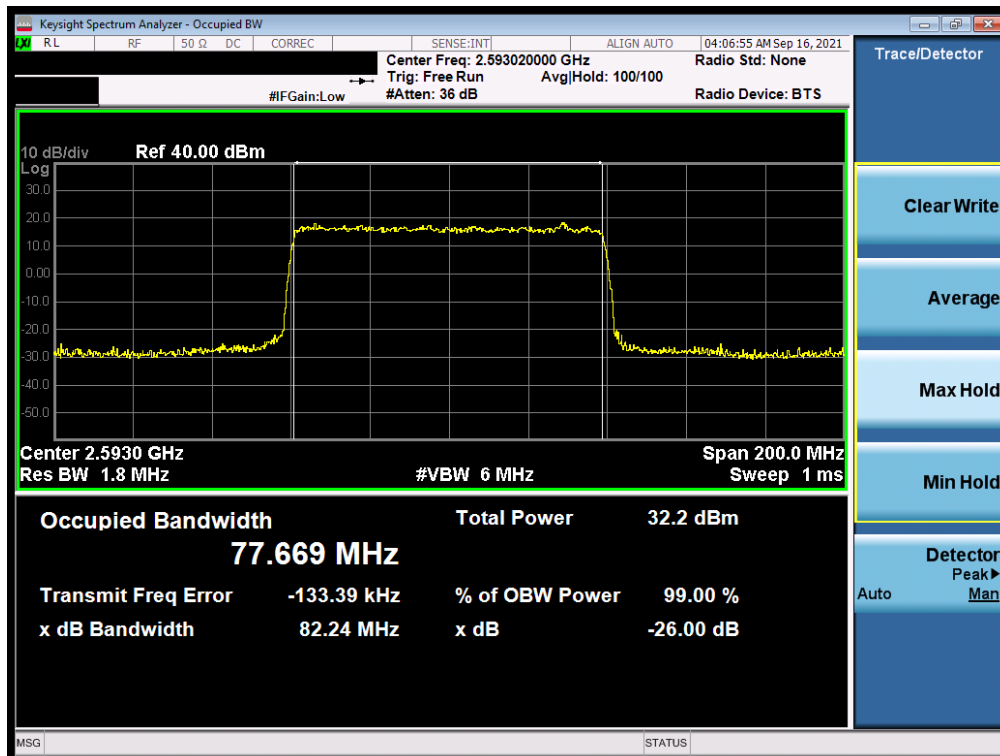 Keysight Spectrum Analyzer - Occupied BW
LXI RL RF 50 Ω DC CORREC SENSE:INT ALIGN AUTO 04:06:55 AM Sep 16, 2021
Center Freq: 2.593020000 GHz Radio Std: None
Trig: Free Run Avg|Hold: 100/100
#IFGain:Low #Atten: 36 dB Radio Device: BTS
10 dB/div Ref 40.00 dBm
Log
30.0
20.0
10.0
0.00
-10.0
-20.0
-30.0
-40.0
-50.0
Center 2.5930 GHz Span 200.0 MHz
Res BW 1.8 MHz #VBW 6 MHz Sweep 1 ms
Occupied Bandwidth Total Power 32.2 dBm
77.669 MHz
Transmit Freq Error -133.39 kHz % of OBW Power 99.00 %
x dB Bandwidth 82.24 MHz x dB -26.00 dB
MSG STATUS
Trace/Detector
Clear Write
Average
Max Hold
Min Hold
Detector
Peak▶
Auto Man